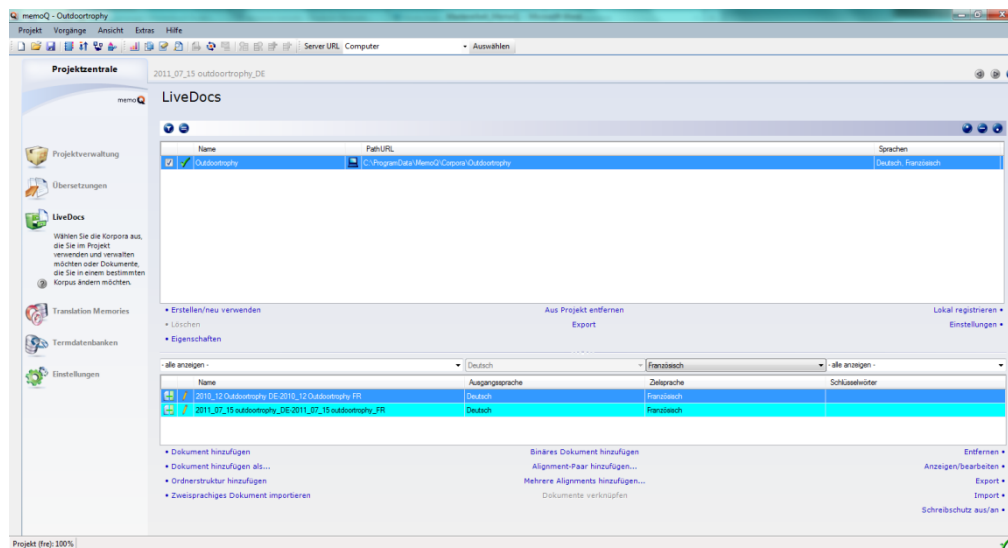 memoQ - Outdoortrophy
Projekt Vorgänge Ansicht Extras Hilfe
Server URL Computer Auswählen
Projektzentrale
2011_07_15 outdoortrophy_DE
memoQ
LiveDocs
Name Path/URL Sprachen
Outdoortrophy C:\ProgramData\MemoQ\Corpora\Outdoortrophy Deutsch, Französisch
Projektverwaltung
Übersetzungen
LiveDocs
Wählen Sie die Korpora aus,
die Sie im Projekt
verwenden und verwalten
möchten oder Dokumente,
die Sie in einem bestimmten
Korpus ändern möchten.
Translation Memories
Termdatenbanken
Einstellungen
• Erstellen/neu verwenden Aus Projekt entfernen Lokal registrieren •
• Löschen Export Einstellungen •
• Eigenschaften
- alle anzeigen - Deutsch Französisch - alle anzeigen -
Name Ausgangssprache Zielsprache Schlüsselwörter
2010_12 Outdoortrophy DE-2010_12 Outdoortrophy FR Deutsch Französisch
2011_07_15 outdoortrophy_DE-2011_07_15 outdoortrophy_FR Deutsch Französisch
• Dokument hinzufügen Binäres Dokument hinzufügen Entfernen •
• Dokument hinzufügen als... Alignment-Paar hinzufügen... Anzeigen/bearbeiten •
• Ordnerstruktur hinzufügen Mehrere Alignments hinzufügen... Export •
• Zweisprachiges Dokument importieren Dokumente verknüpfen Import •
Schreibschutz aus/an •
Projekt (fre): 100%